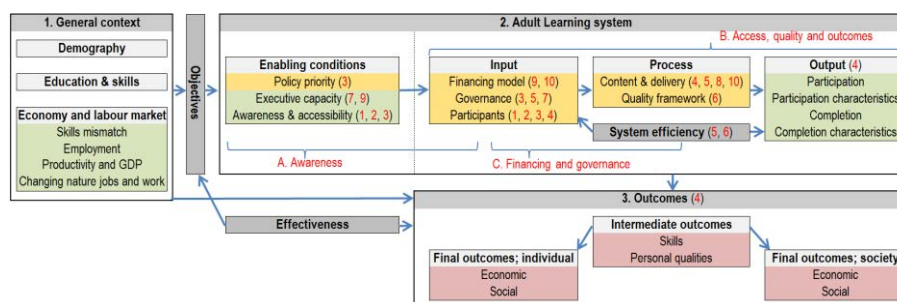 1. General context
Demography
Education & skills
Economy and labour market
Skills mismatch
Employment
Productivity and GDP
Changing nature jobs and work
Objectives
2. Adult Learning system
B. Access, quality and outcomes
Enabling conditions
Policy priority (3)
Executive capacity (7, 9)
Awareness & accessibility (1, 2, 3)
Input
Financing model (9, 10)
Governance (3, 5, 7)
Participants (1, 2, 3, 4)
Process
Content & delivery (4, 5, 8, 10)
Quality framework (6)
Output (4)
Participation
Participation characteristics
Completion
Completion characteristics
System efficiency (5, 6)
A. Awareness
C. Financing and governance
Effectiveness
3. Outcomes (4)
Intermediate outcomes
Skills
Personal qualities
Final outcomes; individual
Economic
Social
Final outcomes; society
Economic
Social